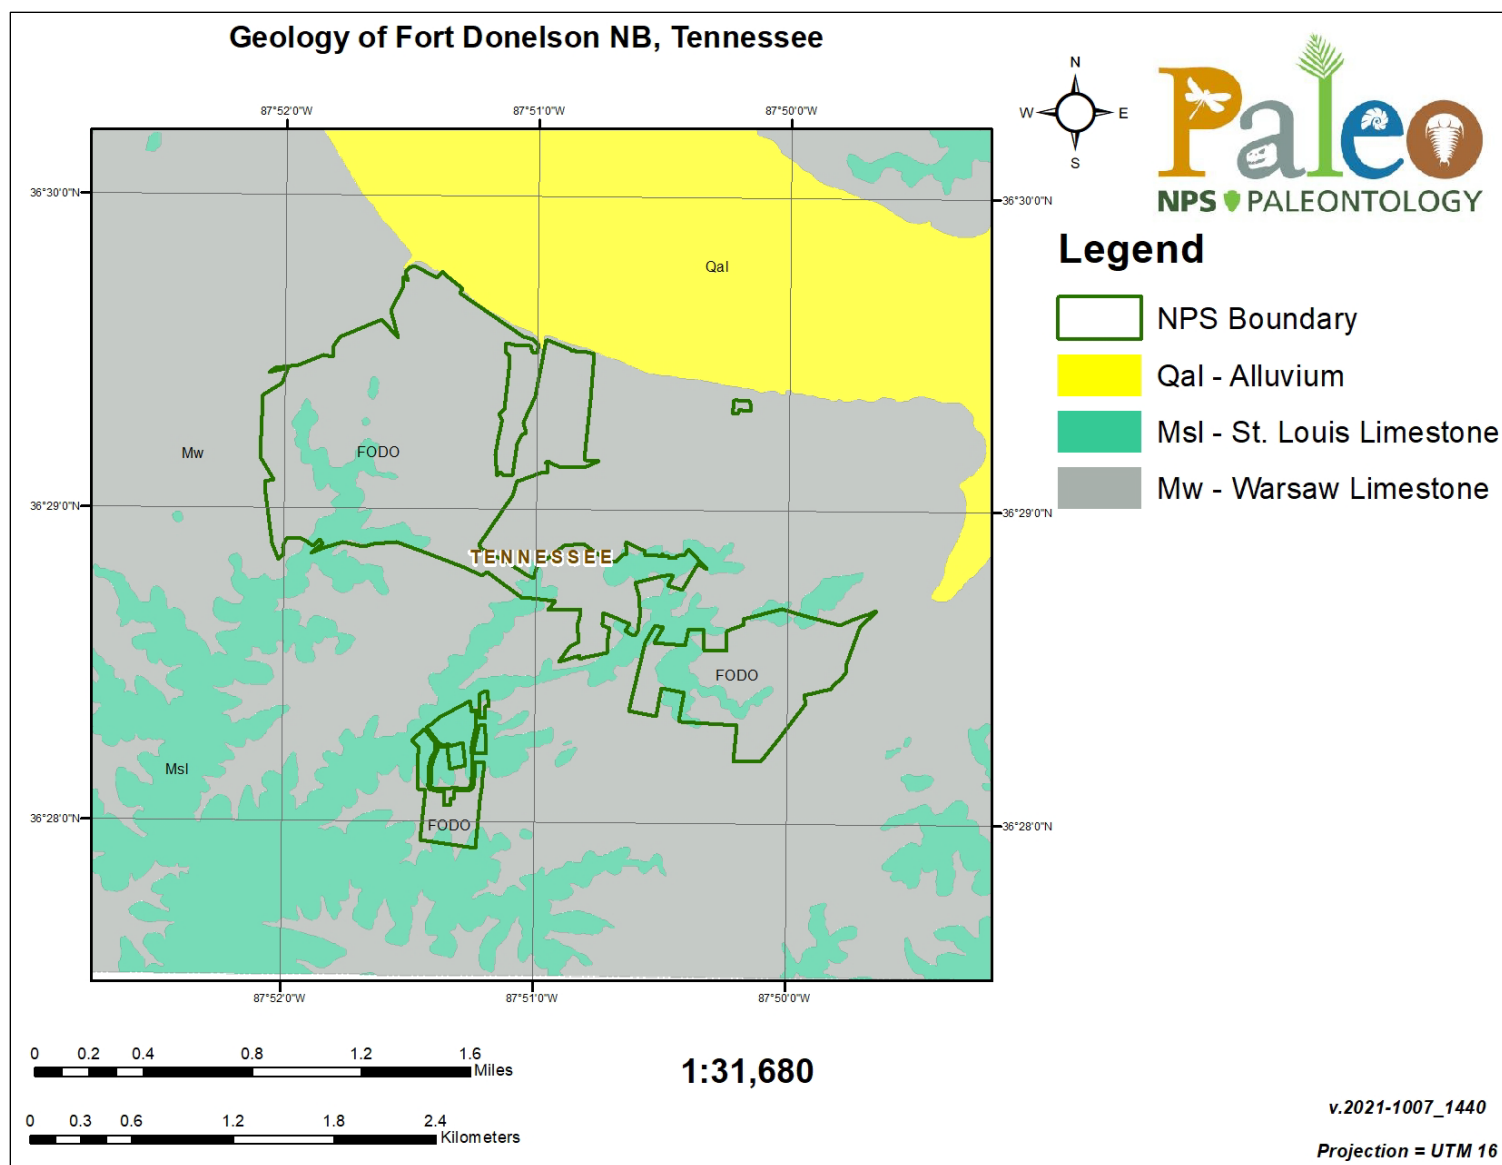 Geology of Fort Donelson NB, Tennessee
Paleo
NPS PALEONTOLOGY
N
W E
S
87°52'0"W 87°51'0"W 87°50'0"W
36°30'0"N 36°30'0"N
Qal
Mw
FODO
36°29'0"N 36°29'0"N
TENNESSEE
FODO
Msl
36°28'0"N FODO 36°28'0"N
87°52'0"W 87°51'0"W 87°50'0"W
Legend
NPS Boundary
Qal - Alluvium
Msl - St. Louis Limestone
Mw - Warsaw Limestone
0 0.2 0.4 0.8 1.2 1.6
Miles
0 0.3 0.6 1.2 1.8 2.4
Kilometers
1:31,680
v.2021-1007_1440
Projection = UTM 16